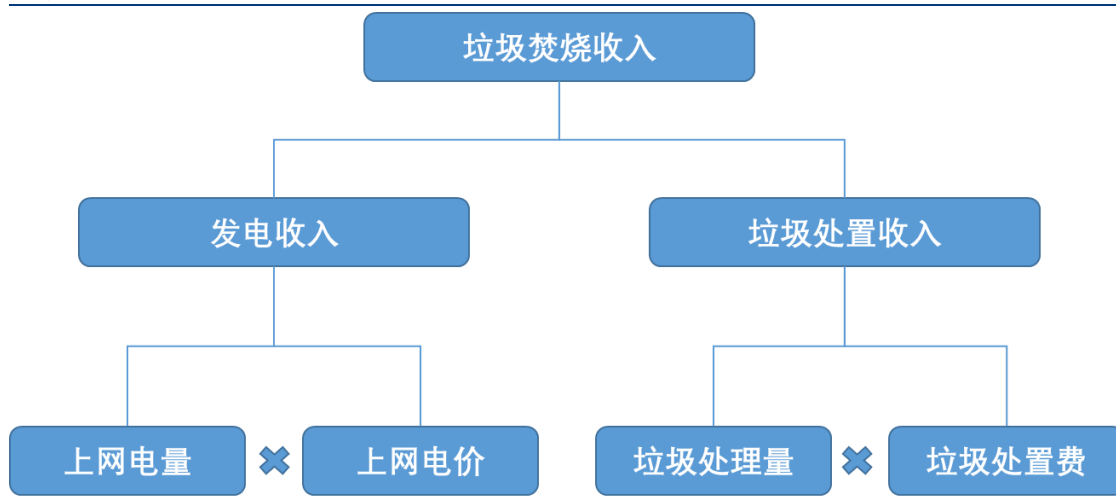 垃圾焚烧收入
发电收入
垃圾处置收入
上网电量
上网电价
垃圾处理量
垃圾处置费